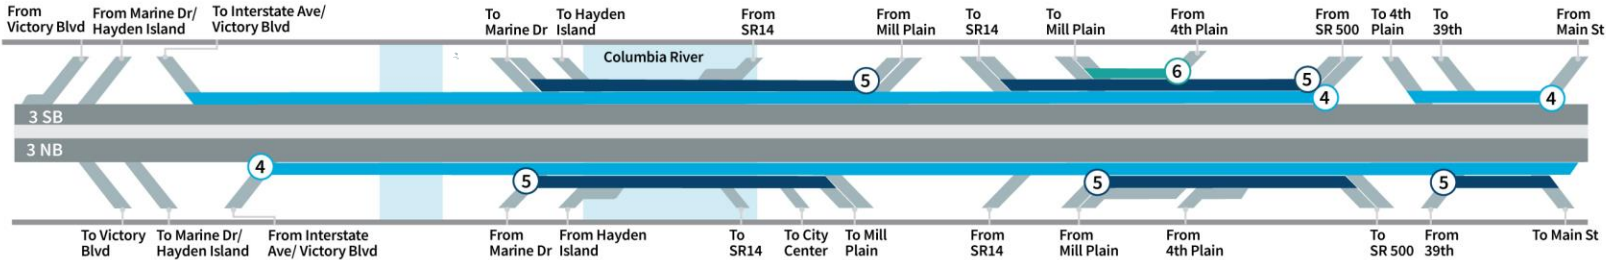 From
Victory Blvd
From Marine Dr/
Hayden Island
To Interstate Ave/
Victory Blvd
To
Marine Dr
To Hayden
Island
From
SR14
From
Mill Plain
To
SR14
To
Mill Plain
From
4th Plain
From
SR 500
To 4th
Plain
To
39th
From
Main St
Columbia River
5
6
5
4
4
3 SB
3 NB
4
5
5
5
To Victory
Blvd
To Marine Dr/
Hayden Island
From Interstate
Ave/ Victory Blvd
From
Marine Dr
From Hayden
Island
To
SR14
To City
Center
To Mill
Plain
From
SR14
From
Mill Plain
From
4th Plain
To
SR 500
From
39th
To Main St